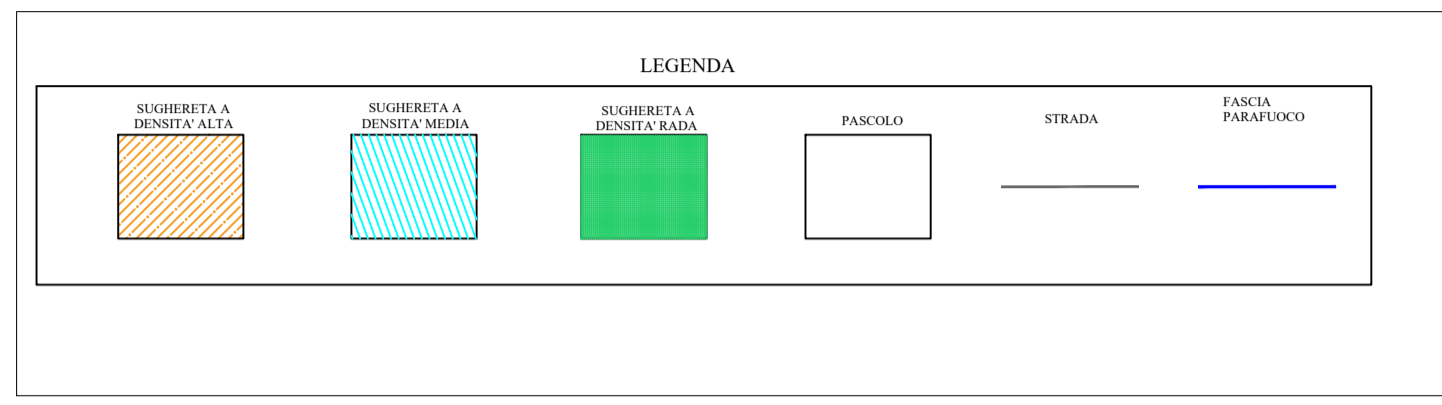 LEGENDA
SUGHERETA A
DENSITA' ALTA
SUGHERETA A
DENSITA' MEDIA
SUGHERETA A
DENSITA' RADA
PASCOLO
STRADA
FASCIA
PARAFUOCO